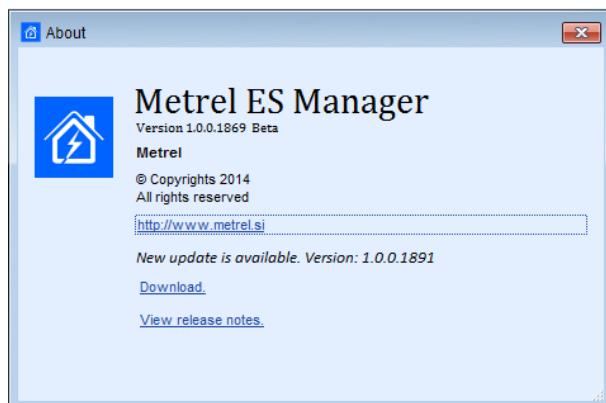 About
Metrel ES Manager
Version 1.0.0.1869 Beta
Metrel
© Copyrights 2014
All rights reserved
http://www.metrel.si
New update is available. Version: 1.0.0.1891
Download.
View release notes.